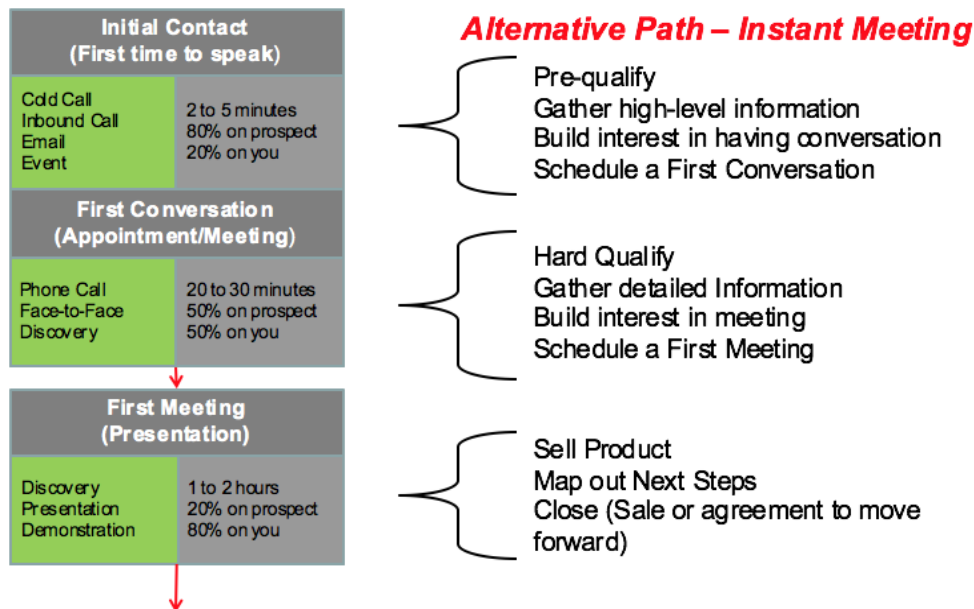 Initial Contact
(First time to speak)
Alternative Path – Instant Meeting
Cold Call
Inbound Call
Email
Event
2 to 5 minutes
80% on prospect
20% on you
Pre-qualify
Gather high-level information
Build interest in having conversation
Schedule a First Conversation
First Conversation
(Appointment/Meeting)
Phone Call
Face-to-Face
Discovery
20 to 30 minutes
50% on prospect
50% on you
Hard Qualify
Gather detailed Information
Build interest in meeting
Schedule a First Meeting
First Meeting
(Presentation)
Discovery
Presentation
Demonstration
1 to 2 hours
20% on prospect
80% on you
Sell Product
Map out Next Steps
Close (Sale or agreement to move
forward)